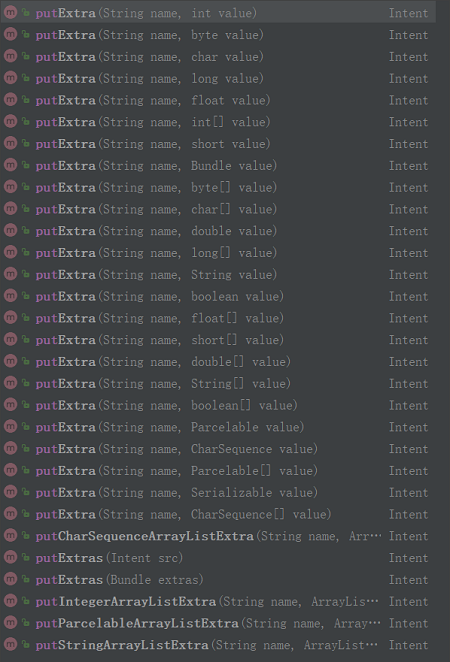 m putExtra(String name, int value) Intent
m putExtra(String name, byte value) Intent
m putExtra(String name, char value) Intent
m putExtra(String name, long value) Intent
m putExtra(String name, float value) Intent
m putExtra(String name, int[] value) Intent
m putExtra(String name, short value) Intent
m putExtra(String name, Bundle value) Intent
m putExtra(String name, byte[] value) Intent
m putExtra(String name, char[] value) Intent
m putExtra(String name, double value) Intent
m putExtra(String name, long[] value) Intent
m putExtra(String name, String value) Intent
m putExtra(String name, boolean value) Intent
m putExtra(String name, float[] value) Intent
m putExtra(String name, short[] value) Intent
m putExtra(String name, double[] value) Intent
m putExtra(String name, String[] value) Intent
m putExtra(String name, boolean[] value) Intent
m putExtra(String name, Parcelable value) Intent
m putExtra(String name, CharSequence value) Intent
m putExtra(String name, Parcelable[] value) Intent
m putExtra(String name, Serializable value) Intent
m putExtra(String name, CharSequence[] value) Intent
m putCharSequenceArrayListExtra(String name, Arr… Intent
m putExtras(Intent src) Intent
m putExtras(Bundle extras) Intent
m putIntegerArrayListExtra(String name, ArrayLis… Intent
m putParcelableArrayListExtra(String name, Array… Intent
m putStringArrayListExtra(String name, ArrayList… Intent